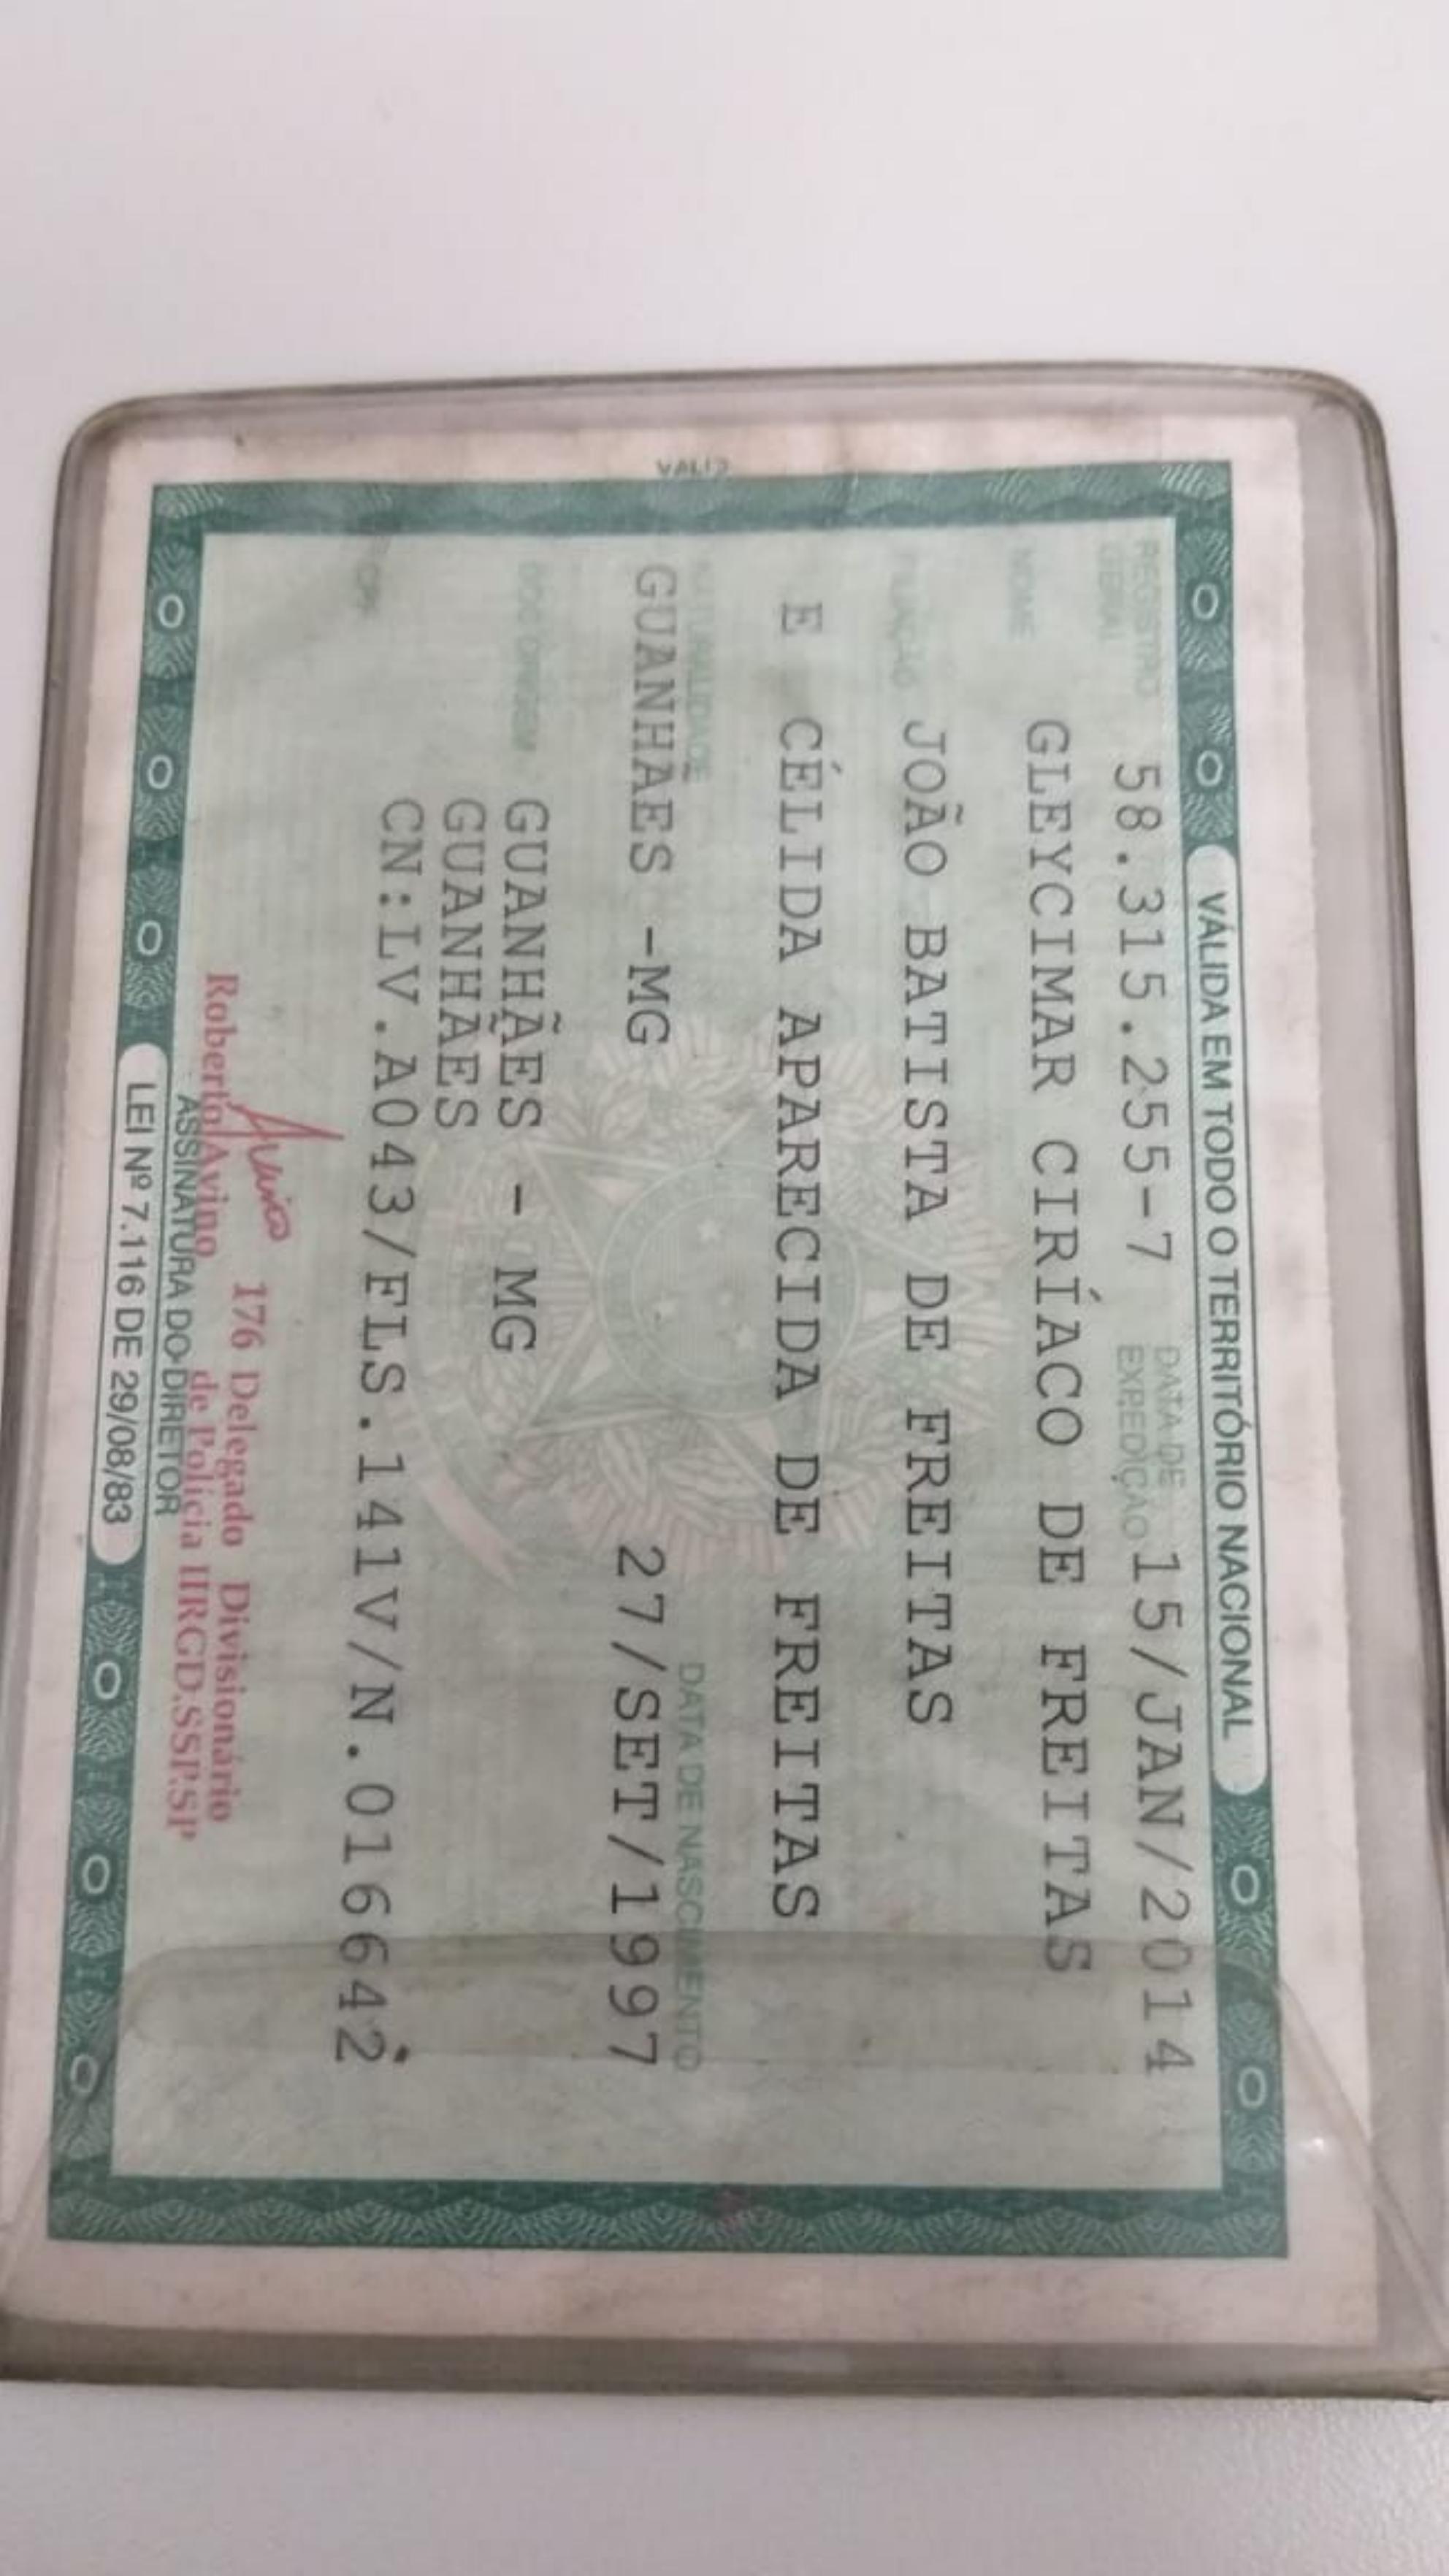 VÁLIDA EM TODO O TERRITÓRIO NACIONAL
REGISTRO GERAL 58.315.255-7 DATA DE EXPEDIÇÃO 15/JAN/2014
NOME GLEYCIMAR CIRÍACO DE FREITAS
FILIAÇÃO JOÃO BATISTA DE FREITAS
E CÉLIDA APARECIDA DE FREITAS
NATURALIDADE DATA DE NASCIMENTO
GUANHÃES -MG 27/SET/1997
DOC ORIGEM GUANHÃES - MG
GUANHÃES
CN:LV.A043/FLS.141V/N.016642
CPF
176 Delegado Divisionário
Roberto Avino de Polícia IIRGD.SSP.SP
ASSINATURA DO DIRETOR
LEI Nº 7.116 DE 29/08/83